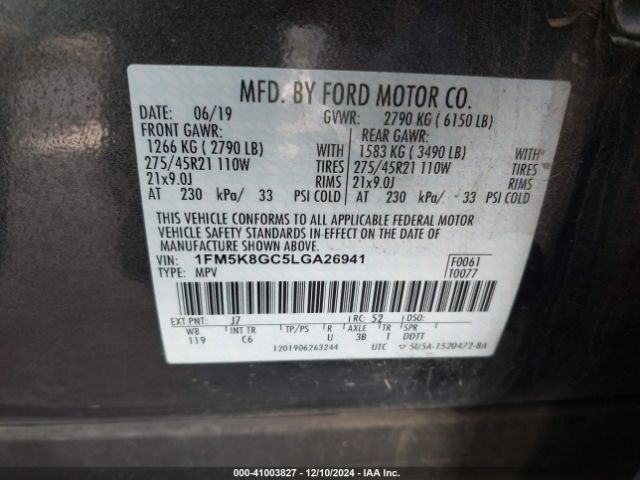 MFD. BY FORD MOTOR CO.
DATE: 06/19 GVWR: 2790 KG ( 6150 LB)
FRONT GAWR: REAR GAWR:
1266 KG ( 2790 LB) WITH 1583 KG ( 3490 LB) WITH
275/45R21 110W TIRES 275/45R21 110W TIRES
21x9.0J RIMS 21x9.0J RIMS
AT 230 kPa/ 33 PSI COLD AT 230 kPa/ 33 PSI COLD
THIS VEHICLE CONFORMS TO ALL APPLICABLE FEDERAL MOTOR
VEHICLE SAFETY STANDARDS IN EFFECT ON THE DATE OF
MANUFACTURE SHOWN ABOVE.
VIN: 1FM5K8GC5LGA26941 F0061
TYPE: MPV T0077
EXT PNT: J7 RC: 52 DSO:
WB INT TR TP/PS R AXLE TR SPR
119 C6 U 3B T DDTT
1201906263244 UTC ▽ 5U5A-1520472-BA
000-41003827 - 12/10/2024 - IAA Inc.